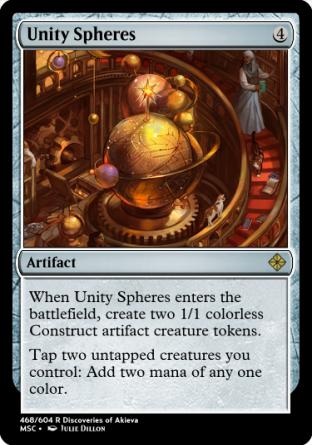 Unity Spheres 4
Artifact
When Unity Spheres enters the
battlefield, create two 1/1 colorless
Construct artifact creature tokens.
Tap two untapped creatures you
control: Add two mana of any one
color.
468/604 R Discoveries of Akieva
MSC • Julie Dillon